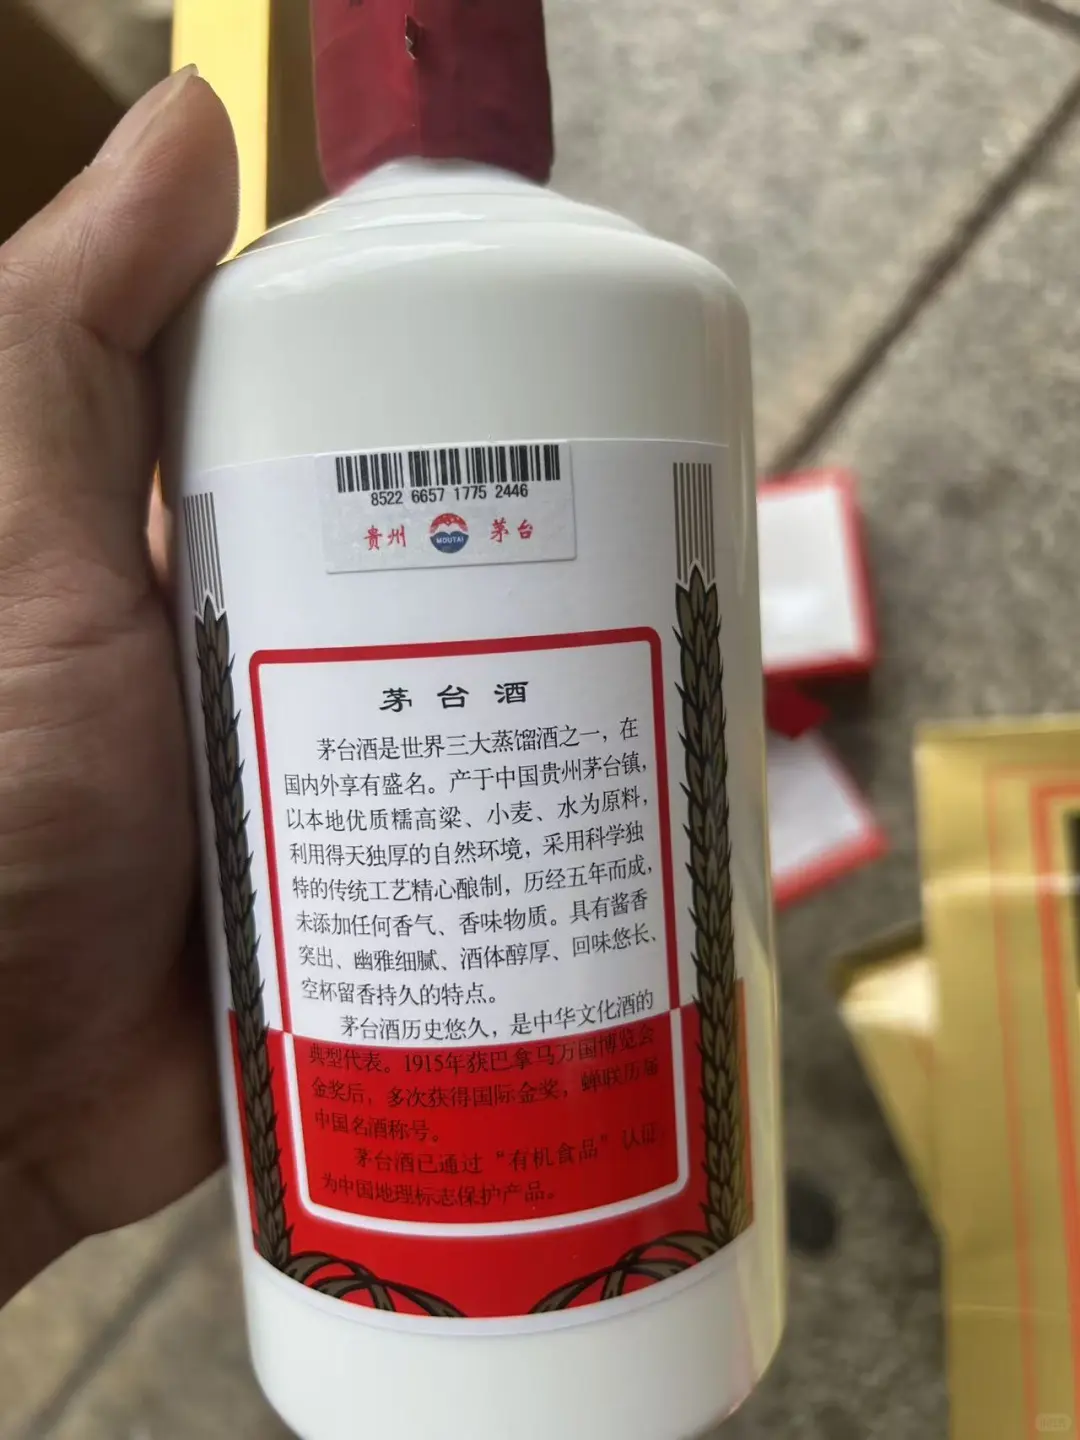 8522 6657 1775 2446
贵州 MOUTAI 茅台
茅台酒
茅台酒是世界三大蒸馏酒之一，在
国内外享有盛名。产于中国贵州茅台镇，
以本地优质糯高粱、小麦、水为原料，
利用得天独厚的自然环境，采用科学独
特的传统工艺精心酿制，历经五年而成，
未添加任何香气、香味物质。具有酱香
突出、幽雅细腻、酒体醇厚、回味悠长、
空杯留香持久的特点。
茅台酒历史悠久，是中华文化酒的
典型代表。1915年获巴拿马万国博览会
金奖后，多次获得国际金奖，蝉联历届
中国名酒称号。
茅台酒已通过“有机食品”认证，
为中国地理标志保护产品。